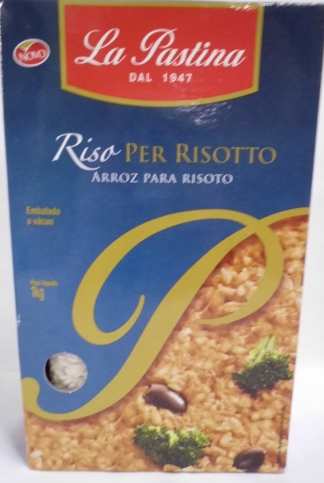 NOVO
La Pastina
DAL 1947
Riso PER RISOTTO
ARROZ PARA RISOTO
Embalado
a vácuo
Peso líquido
1kg
P